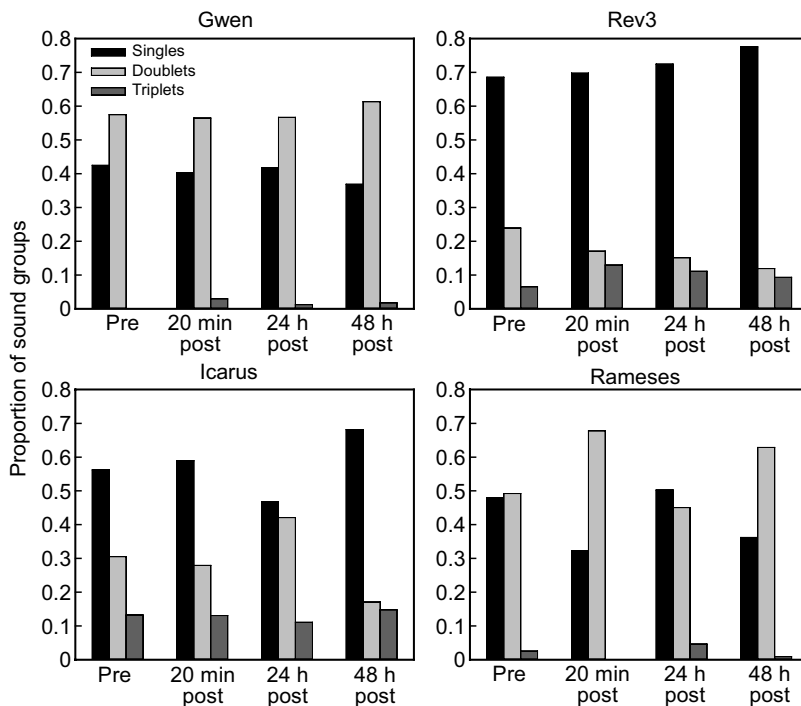 Gwen
0.8
0.7
0.6
0.5
0.4
0.3
0.2
0.1
0
Singles
Doublets
Triplets
Pre
20 min post
24 h post
48 h post
Rev3
0.8
0.7
0.6
0.5
0.4
0.3
0.2
0.1
0
Pre
20 min post
24 h post
48 h post
Proportion of sound groups
Icarus
0.8
0.7
0.6
0.5
0.4
0.3
0.2
0.1
0
Pre
20 min post
24 h post
48 h post
Rameses
0.8
0.7
0.6
0.5
0.4
0.3
0.2
0.1
0
Pre
20 min post
24 h post
48 h post